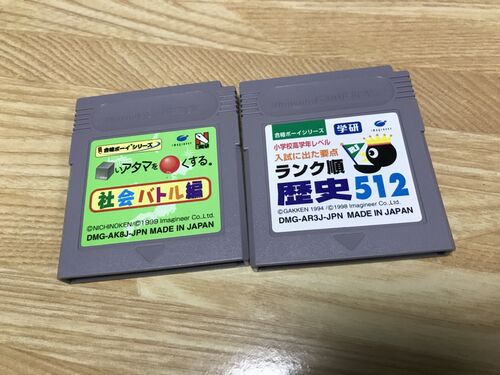 合格ボーイシリーズ
imagineer
いアタマを
くする。
社会バトル編
©NICHINOKEN/©1999 Imagineer Co.,Ltd.
DMG-AK8J-JPN MADE IN JAPAN
合格ボーイシリーズ
学研
imagineer
小学校高学年レベル
入試に出た要点
ランク順
歴史512
©GAKKEN 1994 /©1998 Imagineer Co.,Ltd.
DMG-AR3J-JPN MADE IN JAPAN